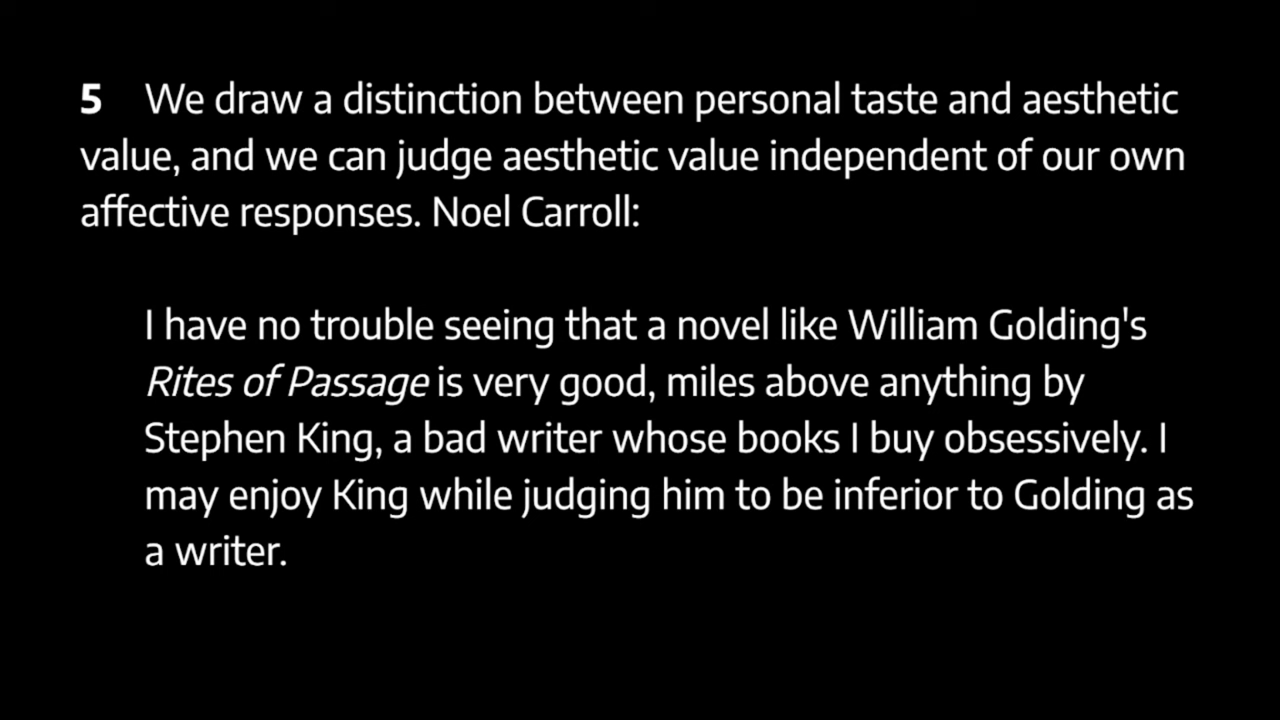 5 We draw a distinction between personal taste and aesthetic
value, and we can judge aesthetic value independent of our own
affective responses. Noel Carroll:
I have no trouble seeing that a novel like William Golding's
Rites of Passage is very good, miles above anything by
Stephen King, a bad writer whose books I buy obsessively. I
may enjoy King while judging him to be inferior to Golding as
a writer.